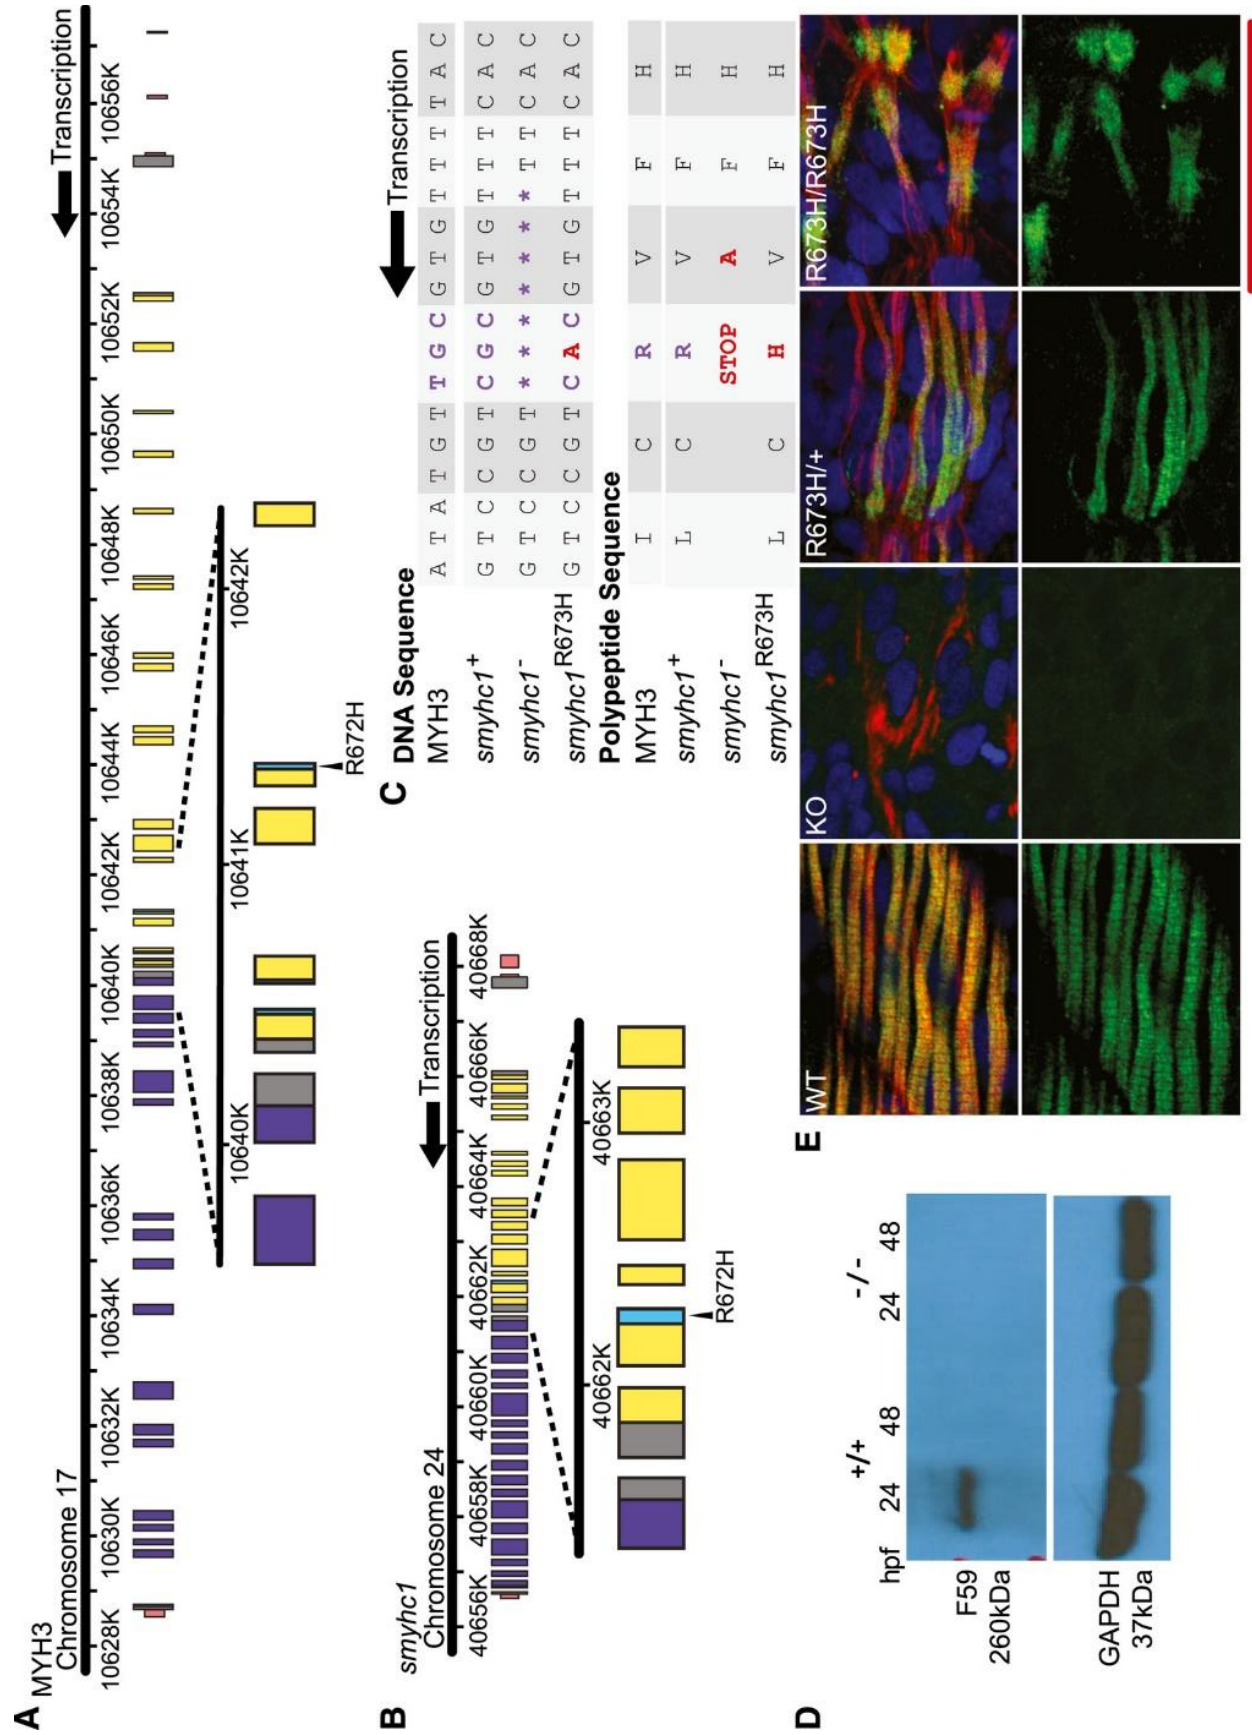 A
MYH3
Chromosome 17
Transcription
10628K 10630K 10632K 10634K 10636K 10638K 10640K 10642K 10644K 10646K 10648K 10650K 10652K 10654K 10656K
10640K 10641K 10642K
R672H
B
smyhc1
Chromosome 24
Transcription
40656K 40658K 40660K 40662K 40664K 40666K 40668K
40662K 40663K
R672H
C
Transcription
DNA Sequence
MYH3 A T A T G T T G C G T G T T T T A C
smyhc1+ G T C C G T C G C G T G T T T C A C
smyhc1- G T C C G T * * * * * * * T T C A C
smyhc1R673H G T C C G T C A C G T G T T T C A C
Polypeptide Sequence
MYH3 I C R V F H
smyhc1+ L C R V F H
smyhc1- STOP A F H
smyhc1R673H L C H V F H
D
+/+ -/-
hpf 24 48 24 48
F59
260kDa
GAPDH
37kDa
E
WT KO R673H/+ R673H/R673H